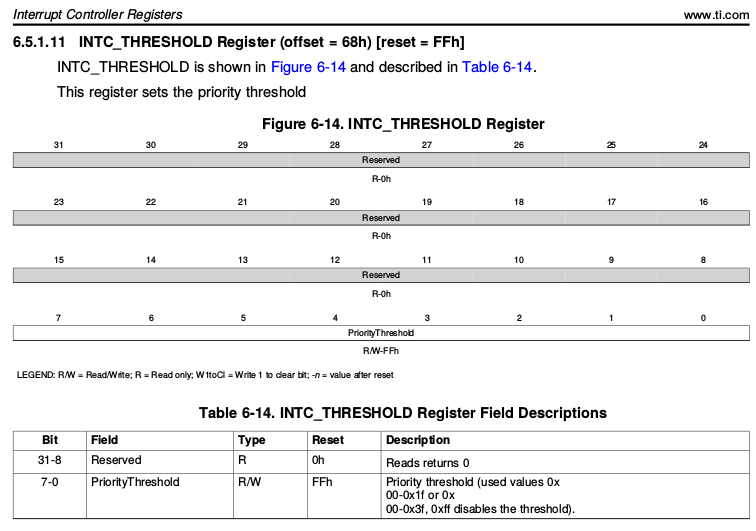 Interrupt Controller Registers www.ti.com
6.5.1.11 INTC_THRESHOLD Register (offset = 68h) [reset = FFh]
INTC_THRESHOLD is shown in Figure 6-14 and described in Table 6-14.
This register sets the priority threshold
Figure 6-14. INTC_THRESHOLD Register
31 30 29 28 27 26 25 24
Reserved
R-0h
23 22 21 20 19 18 17 16
Reserved
R-0h
15 14 13 12 11 10 9 8
Reserved
R-0h
7 6 5 4 3 2 1 0
PriorityThreshold
R/W-FFh
LEGEND: R/W = Read/Write; R = Read only; W1toCl = Write 1 to clear bit; -n = value after reset
Table 6-14. INTC_THRESHOLD Register Field Descriptions
Bit Field Type Reset Description
31-8 Reserved R 0h Reads returns 0
7-0 PriorityThreshold R/W FFh Priority threshold (used values 0x
00-0x1f or 0x
00-0x3f, 0xff disables the threshold).